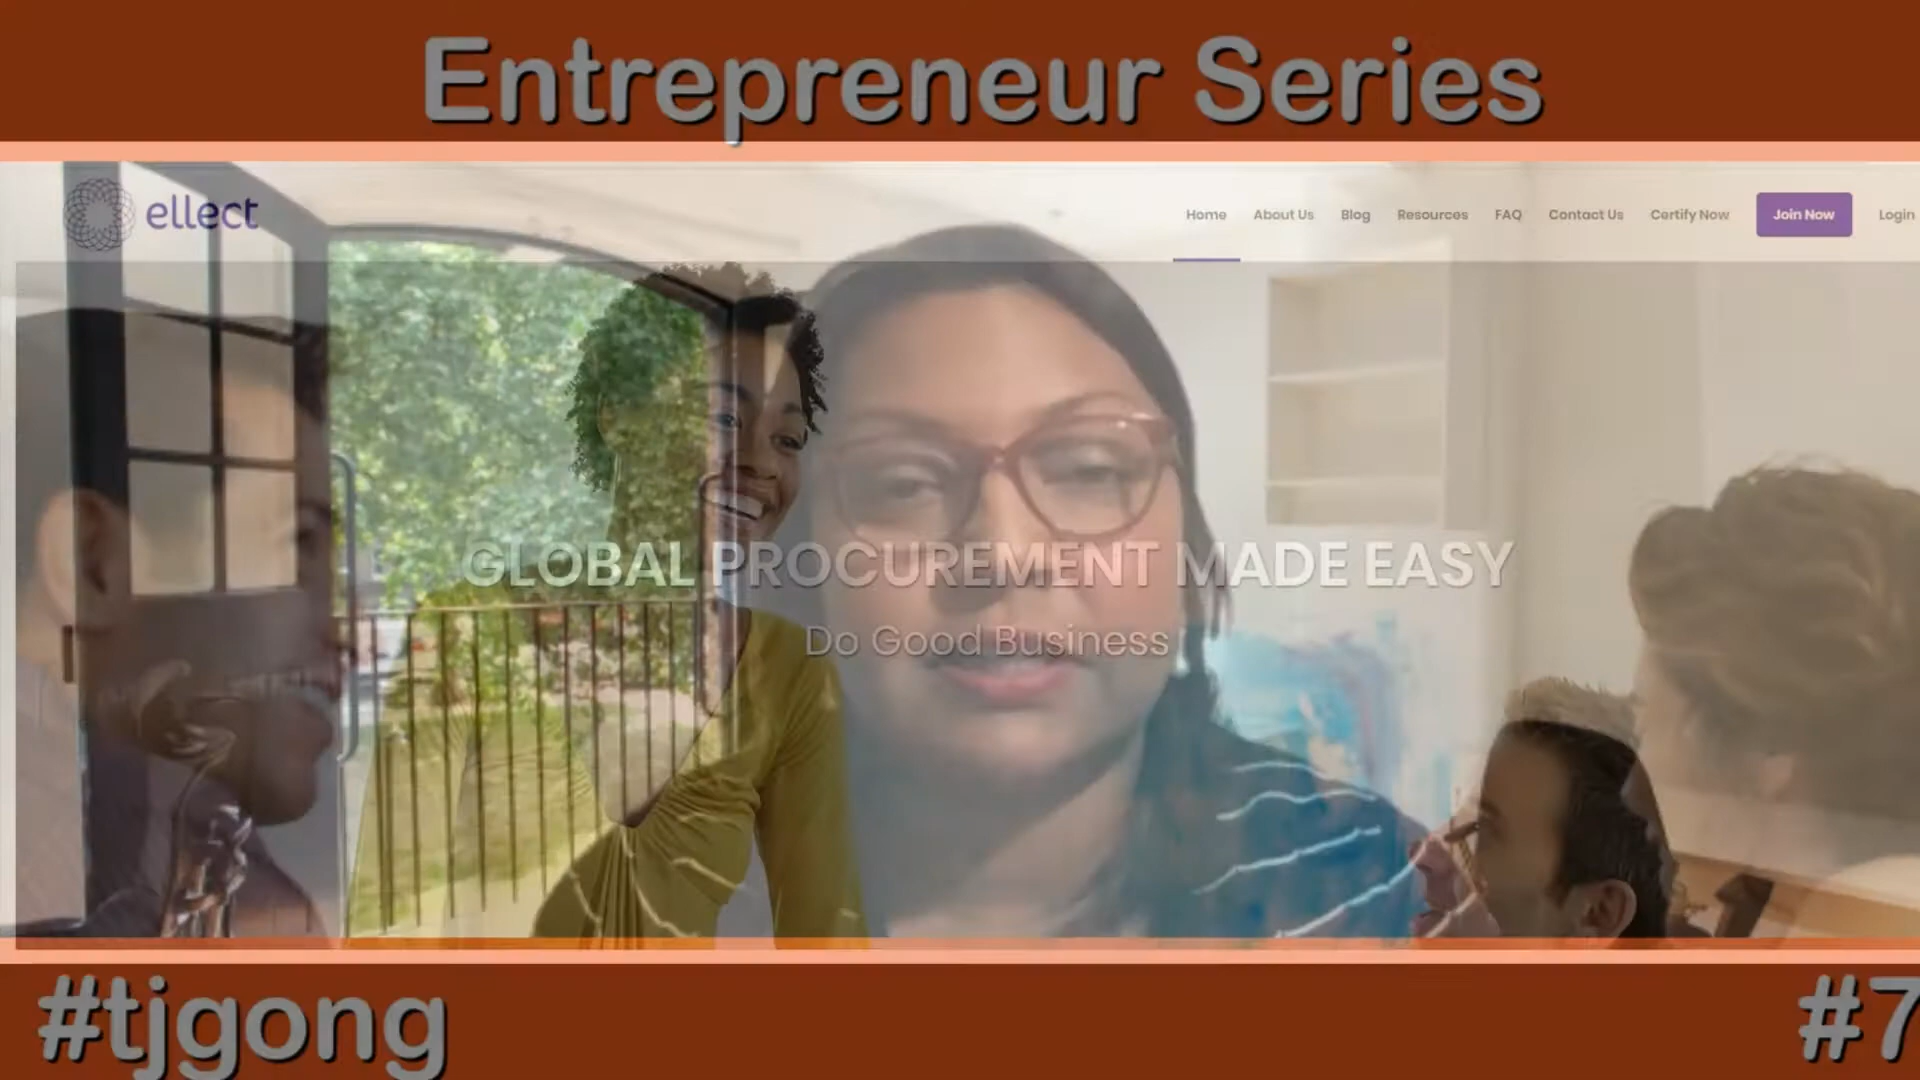 Entrepreneur Series
ellect
Home About Us Blog Resources FAQ Contact Us Certify Now Join Now Login
GLOBAL PROCUREMENT MADE EASY
Do Good Business
#tjgong
#7